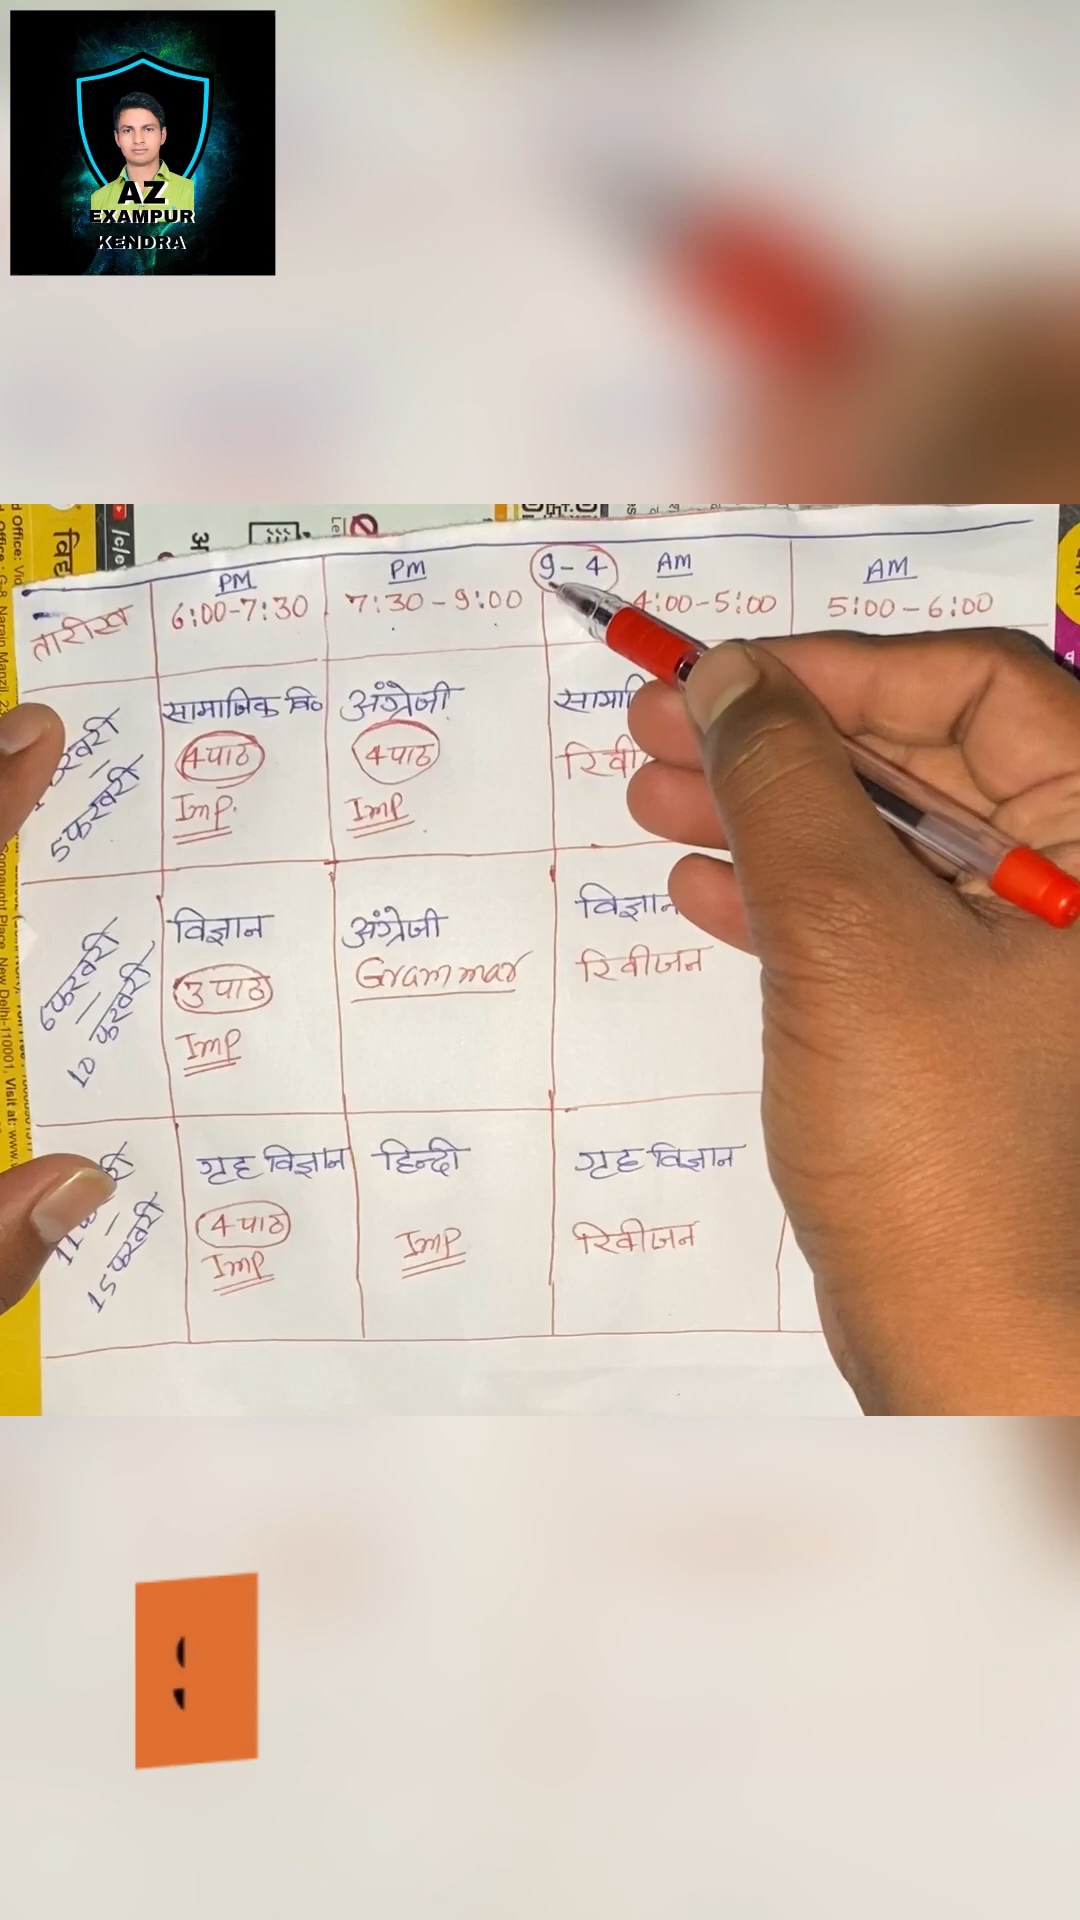 AZ
EXAMPUR
KENDRA
तारीख
PM
6:00-7:30
PM
7:30-9:00
9-4
AM
4:00-5:00
AM
5:00-6:00
फरवरी
5 फरवरी
सामाजिक वि०
4 पाठ
Imp.
अंग्रेजी
4 पाठ
Imp
6 फरवरी
-
10 फरवरी
विज्ञान
3 पाठ
Imp
अंग्रेजी
Grammar
विज्ञान
रिवीजन
11
15 फरवरी
गृह विज्ञान
4 पाठ
Imp
हिन्दी
Imp
गृह विज्ञान
रिवीजन